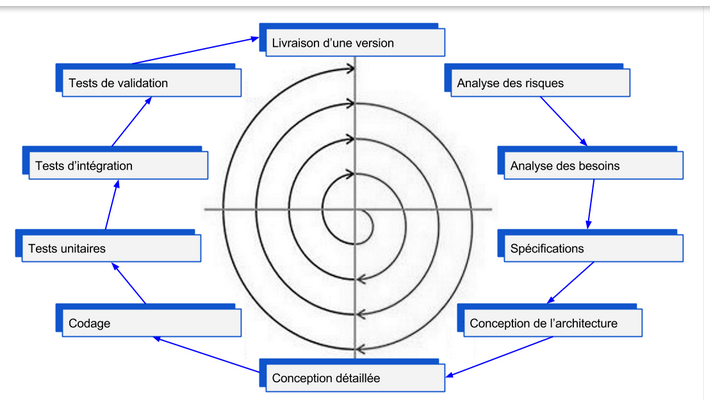 Livraison d'une version
Tests de validation
Analyse des risques
Tests d'intégration
Analyse des besoins
Tests unitaires
Spécifications
Codage
Conception de l'architecture
Conception détaillée